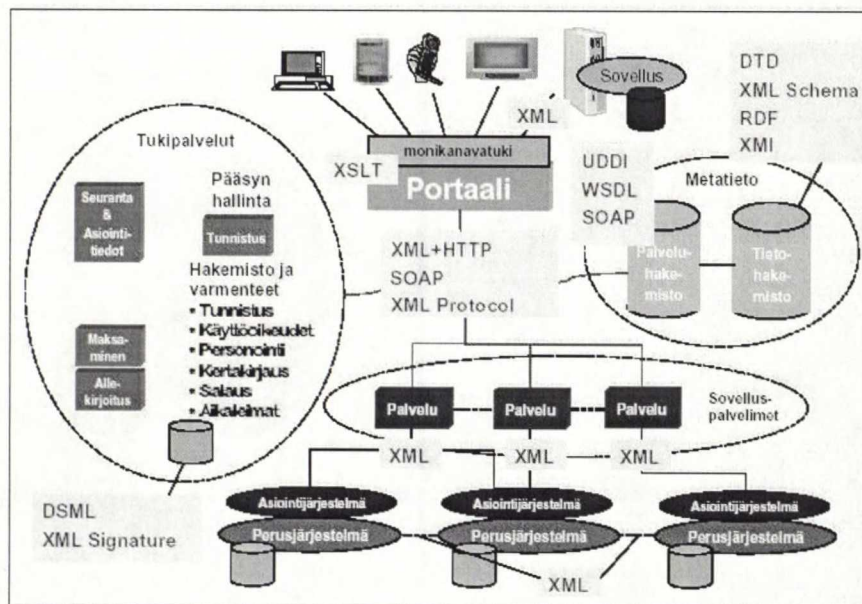 Sovellus
XML
DTD
XML Schema
RDF
XMI
monikanavatuki
Portaali
XSLT
UDDI
WSDL
SOAP
Metatieto
Palvelu-
hake-
misto
Tieto-
hake-
misto
Tukipalvelut
Seuranta
&
Asiointi-
tiedot
Pääsyn
hallinta
Tunnistus
Hakemisto ja
varmenteet
• Tunnistus
• Käyttöoikeudet
• Personointi
• Kertakirjaus
• Salaus
• Aikaleimat
Maksa-
minen
Alle-
kirjoitus
XML+HTTP
SOAP
XML Protocol
Palvelu
Palvelu
Palvelu
Sovellus-
palvelimet
XML
XML
XML
DSML
XML Signature
Asiointijärjestelmä
Asiointijärjestelmä
Asiointijärjestelmä
Perusjärjestelmä
Perusjärjestelmä
Perusjärjestelmä
XML